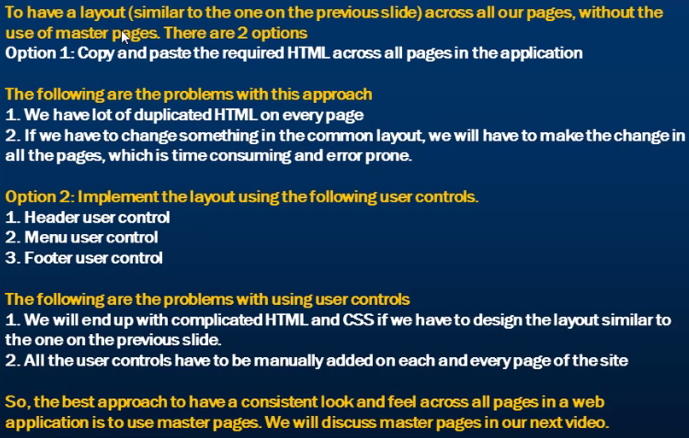 To have a layout (similar to the one on the previous slide) across all our pages, without the
use of master pages. There are 2 options
Option 1: Copy and paste the required HTML across all pages in the application
The following are the problems with this approach
1. We have lot of duplicated HTML on every page
2. If we have to change something in the common layout, we will have to make the change in
all the pages, which is time consuming and error prone.
Option 2: Implement the layout using the following user controls.
1. Header user control
2. Menu user control
3. Footer user control
The following are the problems with using user controls
1. We will end up with complicated HTML and CSS if we have to design the layout similar to
the one on the previous slide.
2. All the user controls have to be manually added on each and every page of the site
So, the best approach to have a consistent look and feel across all pages in a web
application is to use master pages. We will discuss master pages in our next video.